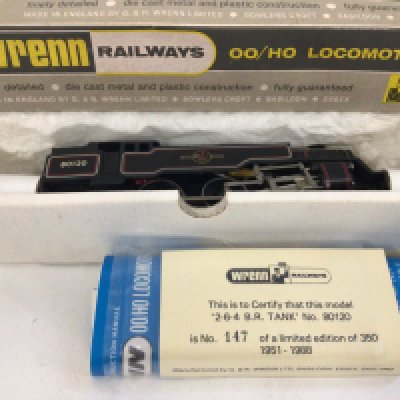 finely detailed • die cast metal and plastic construction • fully guaranteed
MADE IN ENGLAND BY G. & R. WRENN LIMITED • BOWLERS CROFT • BASILDON • ESSEX
wrenn RAILWAYS OO/HO LOCOMOT
detailed • die cast metal and plastic construction • fully guaranteed
IN ENGLAND BY G. & R. WRENN LIMITED • BOWLERS CROFT • BASILDON • ESSEX
80120
OO/HO LOCOMO
wrenn RAILWAYS
This is to Certify that this model
'2-6-4 B.R. TANK' No. 80120
is No. 147 of a limited edition of 350
1951-1988